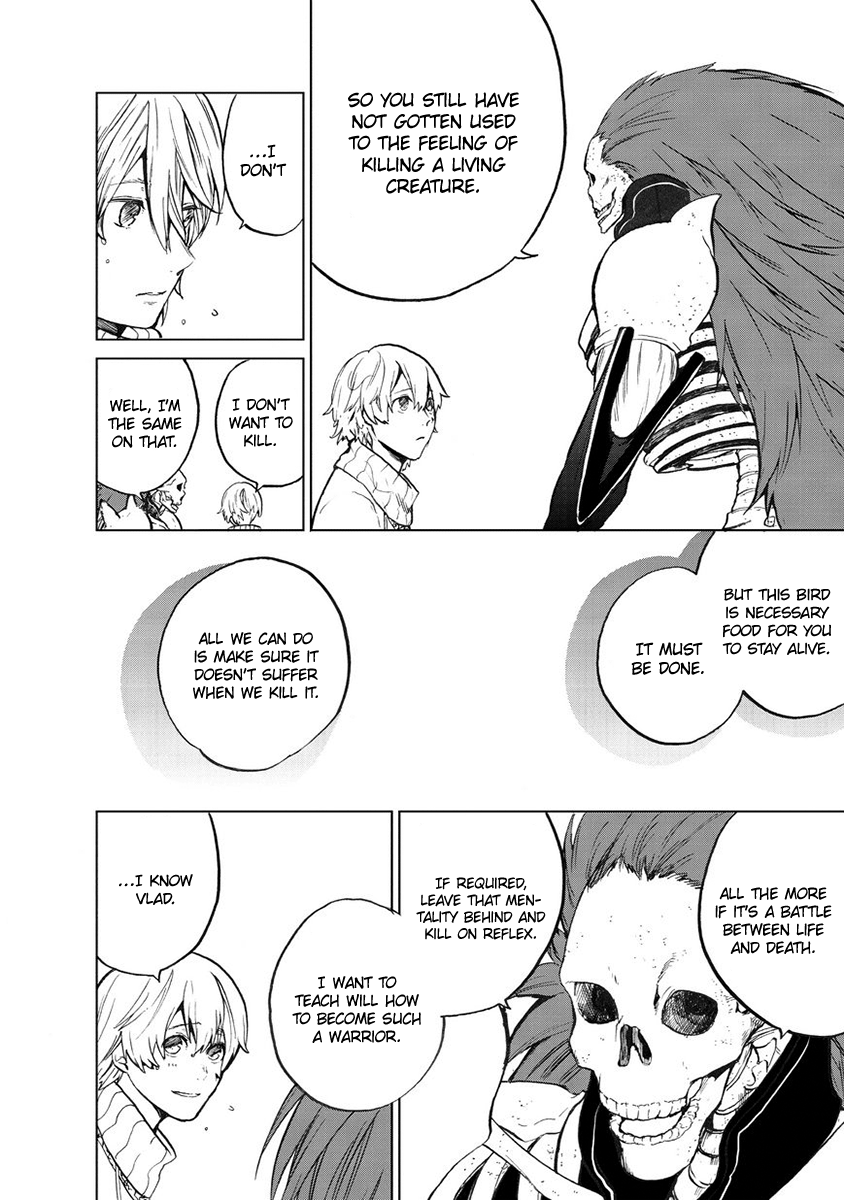 SO YOU STILL HAVE
NOT GOTTEN USED
TO THE FEELING OF
KILLING A LIVING
CREATURE.
...I
DON'T
I DON'T
WANT TO
KILL.
WELL, I'M
THE SAME
ON THAT.
BUT THIS BIRD
IS NECESSARY
FOOD FOR YOU
TO STAY ALIVE.
IT MUST
BE DONE.
ALL WE CAN DO
IS MAKE SURE IT
DOESN'T SUFFER
WHEN WE KILL IT.
ALL THE MORE
IF IT'S A BATTLE
BETWEEN LIFE
AND DEATH.
IF REQUIRED,
LEAVE THAT MEN-
TALITY BEHIND AND
KILL ON REFLEX.
I WANT TO
TEACH WILL HOW
TO BECOME SUCH
A WARRIOR.
...I KNOW
VLAD.